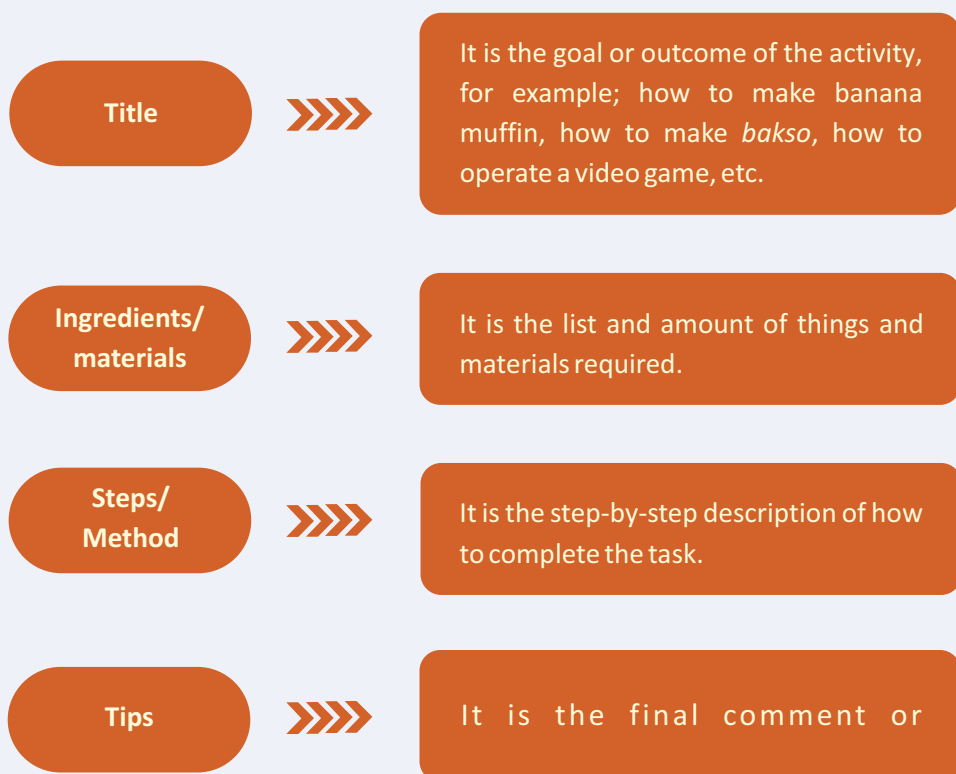 Title
It is the goal or outcome of the activity,
for example; how to make banana
muffin, how to make bakso, how to
operate a video game, etc.
Ingredients/
materials
It is the list and amount of things and
materials required.
Steps/
Method
It is the step-by-step description of how
to complete the task.
Tips
It is the final comment or